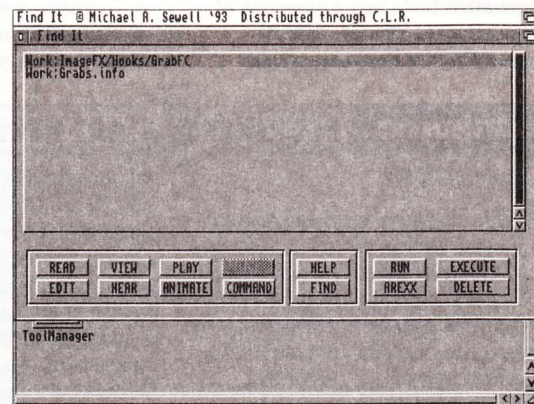 Find It © Michael A. Sewell '93 Distributed through C.L.R.
Find It
Work:ImageFX/Hooks/GrabFC
Work:Grabs.info
READ VIEW PLAY HELP RUN EXECUTE
EDIT HEAR ANIMATE COMMAND FIND AREXX DELETE
ToolManager